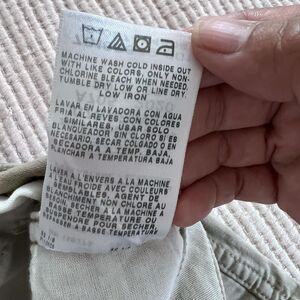 MACHINE WASH COLD INSIDE OUT
WITH LIKE COLORS, ONLY NON-
CHLORINE BLEACH WHEN NEEDED,
TUMBLE DRY LOW OR LINE DRY,
LOW IRON
LAVAR EN LAVADORA CON AGUA
FRIA AL REVES CON COLORES
SIMILARES, USAR SOLO
BLANQUEADOR SIN CLORO SI ES
NECESARIO, SECAR COLGADO O EN
SECADORA A TEMP. BAJA,
PLANCHAR A TEMPERATURA BAJA
LAVER A L'ENVERS A LA MACHINE
A L'EAU FROIDE AVEC COULEURS
SEMBLABLES, AGENT DE
BLANCHIMENT NON CHLORE AU
BESOIN, SECHER A LA MACHINE A
BASSE TEMPERATURE OU
SUSPENDRE POUR SECHER,
REPASSER A BASSE TEMPERATURE